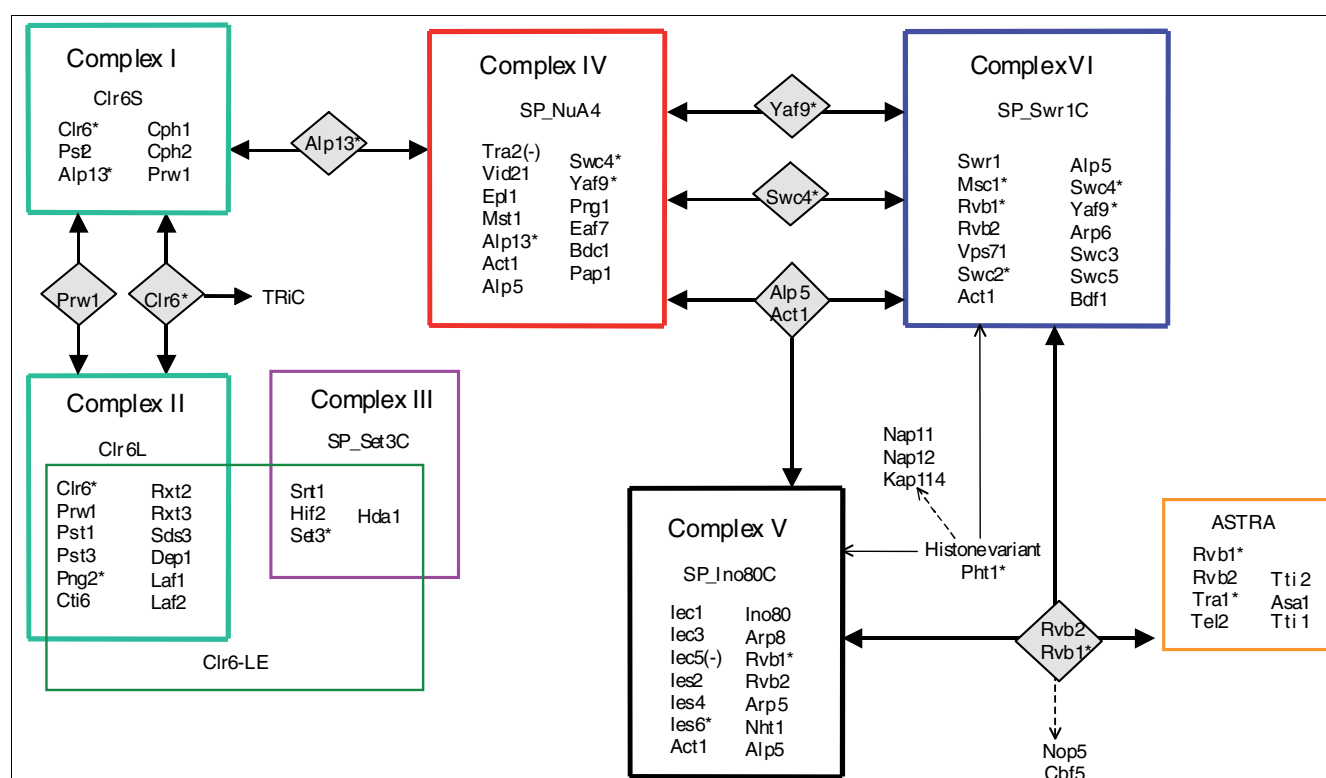 Complex I
Clr6S
Clr6*
Pst2
Alp13*
Cph1
Cph2
Prw1
Alp13*
Complex IV
SP_NuA4
Tra2(-)
Vid21
Epl1
Mst1
Alp13*
Act1
Alp5
Swc4*
Yaf9*
Png1
Eaf7
Bdc1
Pap1
Yaf9*
Swc4*
Alp5
Act1
ComplexVI
SP_Swr1C
Swr1
Msc1*
Rvb1*
Rvb2
Vps71
Swc2*
Act1
Alp5
Swc4*
Yaf9*
Arp6
Swc3
Swc5
Bdf1
Prw1
Clr6*
TRiC
Complex II
Clr6L
Clr6*
Prw1
Pst1
Pst3
Png2*
Cti6
Rxt2
Rxt3
Sds3
Dep1
Laf1
Laf2
Complex III
SP_Set3C
Snt1
Hif2
Set3*
Hda1
Clr6-LE
Nap11
Nap12
Kap114
Histonevariant
Pht1*
Complex V
SP_Ino80C
Iec1
Iec3
Iec5(-)
Ies2
Ies4
Ies6*
Act1
Ino80
Arp8
Rvb1*
Rvb2
Arp5
Nht1
Alp5
Rvb2
Rvb1*
ASTRA
Rvb1*
Rvb2
Tra1*
Tel2
Tti2
Asa1
Tti1
Nop5
Cbf5